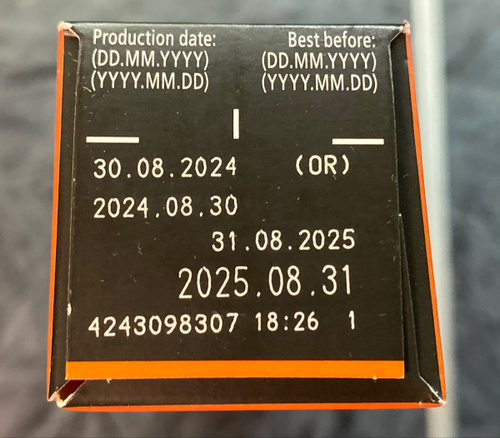 Production date: Best before:
(DD.MM.YYYY) (DD.MM.YYYY)
(YYYY.MM.DD) (YYYY.MM.DD)
30.08.2024 (OR)
2024.08.30
31.08.2025
2025.08.31
4243098307 18:26 1